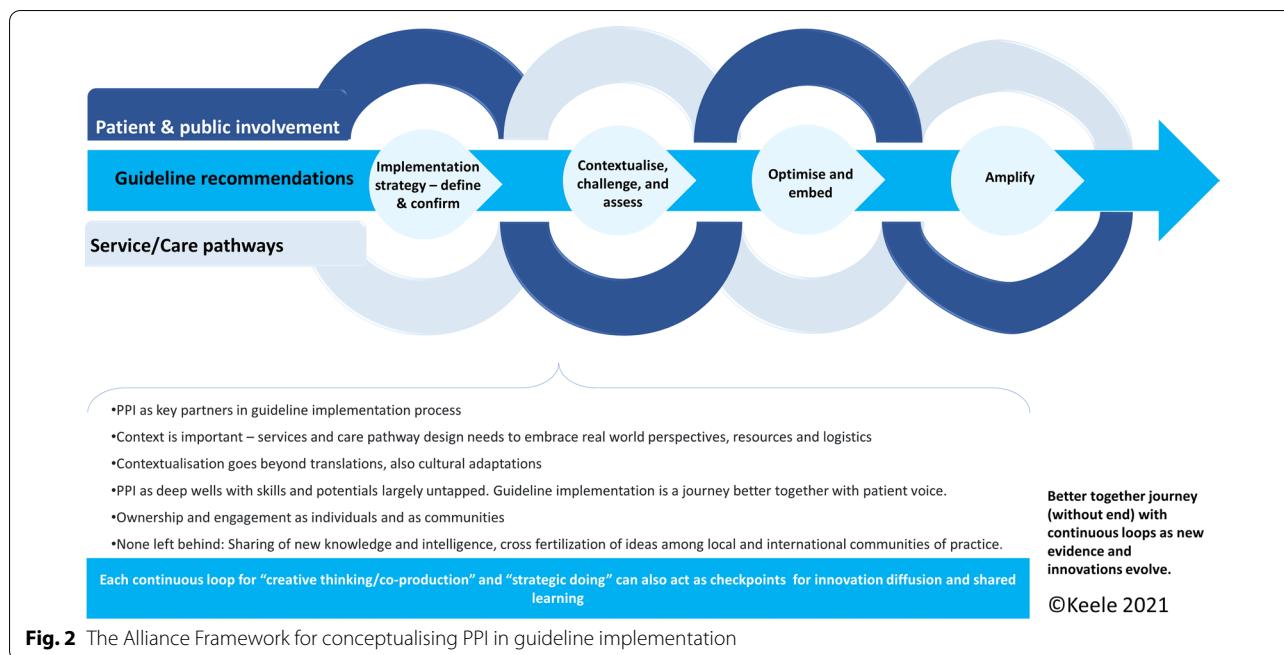 Patient & public involvement
Guideline recommendations
Service/Care pathways
Implementation
strategy – define
& confirm
Contextualise,
challenge, and
assess
Optimise and
embed
Amplify
•PPI as key partners in guideline implementation process
•Context is important – services and care pathway design needs to embrace real world perspectives, resources and logistics
•Contextualisation goes beyond translations, also cultural adaptations
•PPI as deep wells with skills and potentials largely untapped. Guideline implementation is a journey better together with patient voice.
•Ownership and engagement as individuals and as communities
•None left behind: Sharing of new knowledge and intelligence, cross fertilization of ideas among local and international communities of practice.
Each continuous loop for “creative thinking/co-production” and “strategic doing” can also act as checkpoints for innovation diffusion and shared
learning
Better together journey
(without end) with
continuous loops as new
evidence and
innovations evolve.
©Keele 2021
Fig. 2 The Alliance Framework for conceptualising PPI in guideline implementation